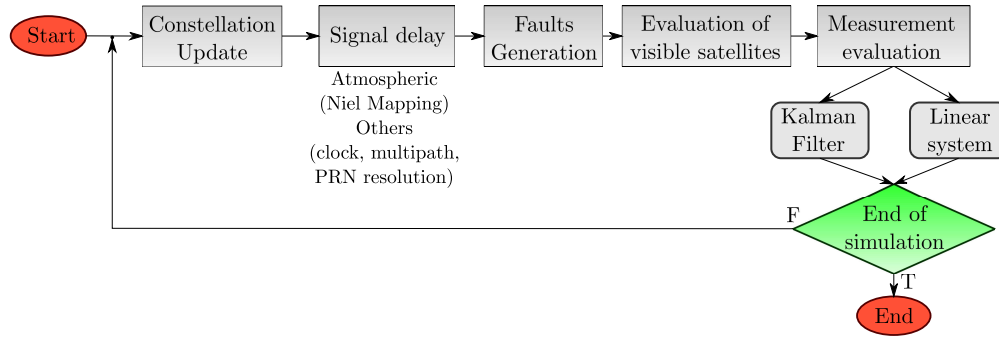 Start
Constellation
Update
Signal delay
Atmospheric
(Niel Mapping)
Others
(clock, multipath,
PRN resolution)
Faults
Generation
Evaluation of
visible satellites
Measurement
evaluation
Kalman
Filter
Linear
system
End of
simulation
F
T
End